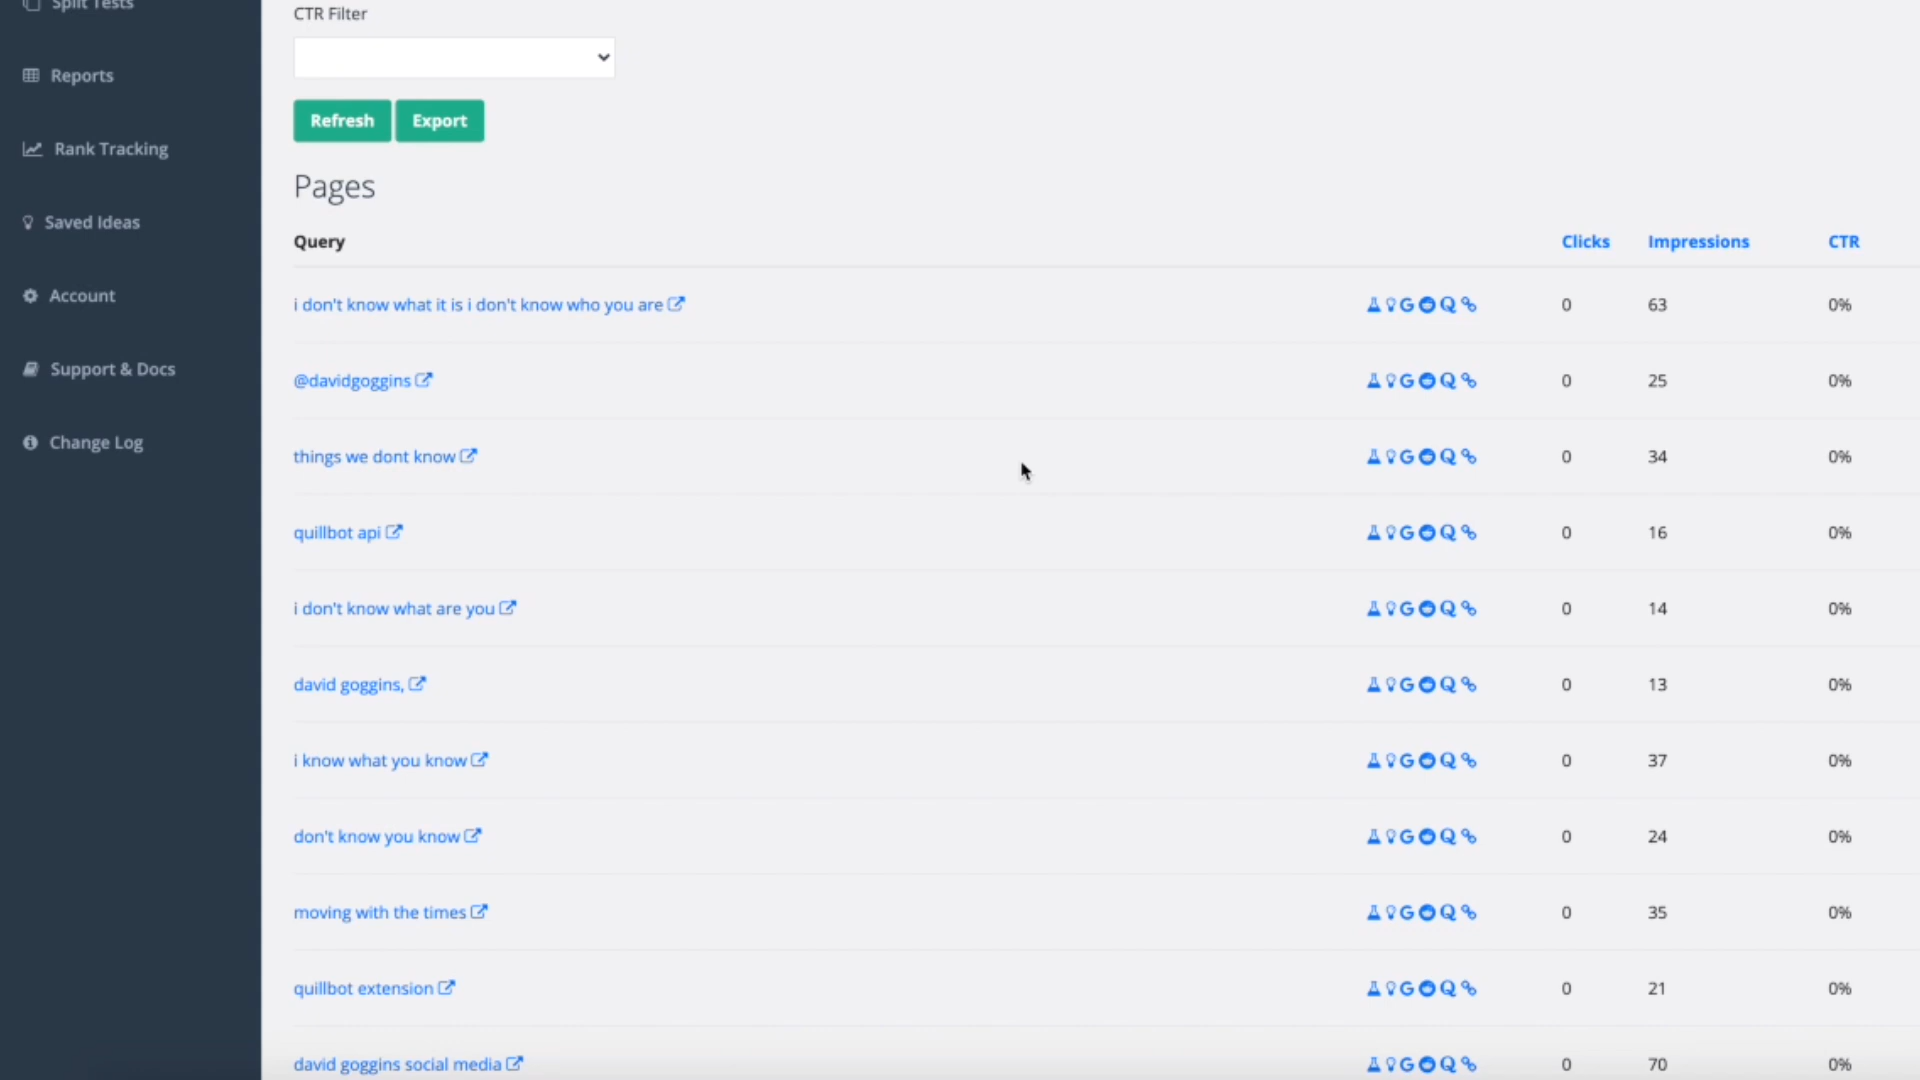 Split Tests
Reports
Rank Tracking
Saved Ideas
Account
Support & Docs
Change Log
CTR Filter
Refresh Export
Pages
Query Clicks Impressions CTR
i don't know what it is i don't know who you are 0 63 0%
@davidgoggins 0 25 0%
things we dont know 0 34 0%
quillbot api 0 16 0%
i don't know what are you 0 14 0%
david goggins, 0 13 0%
i know what you know 0 37 0%
don't know you know 0 24 0%
moving with the times 0 35 0%
quillbot extension 0 21 0%
david goggins social media 0 70 0%